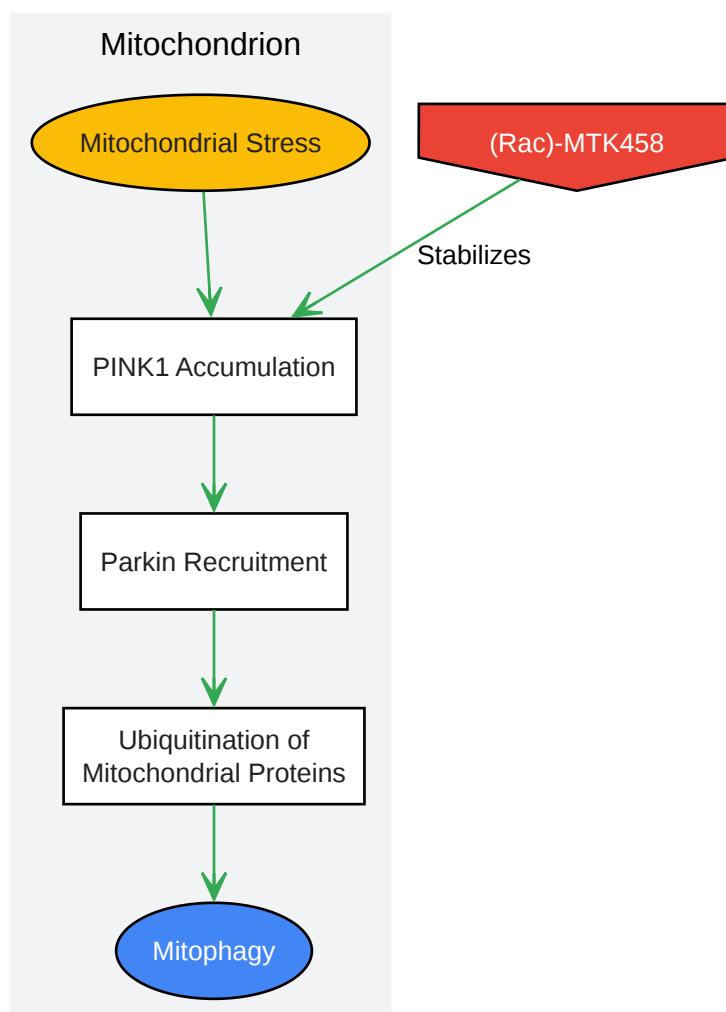 Mitochondrion
Mitochondrial Stress
(Rac)-MTK458
Stabilizes
PINK1 Accumulation
Parkin Recruitment
Ubiquitination of
Mitochondrial Proteins
Mitophagy